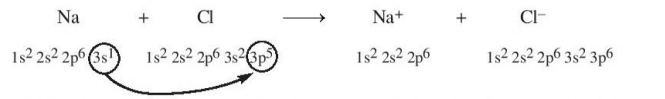 Na + Cl ⟶ Na+ + Cl–
1s² 2s² 2p⁶ 3s¹ 1s² 2s² 2p⁶ 3s² 3p⁵ 1s² 2s² 2p⁶ 1s² 2s² 2p⁶ 3s² 3p⁶